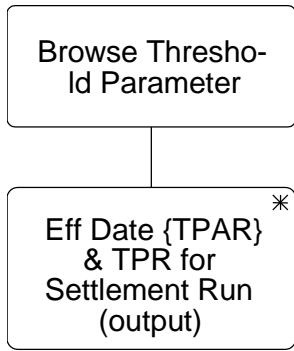 Browse Thresho-
ld Parameter
*
Eff Date {TPAR}
& TPR for
Settlement Run
(output)